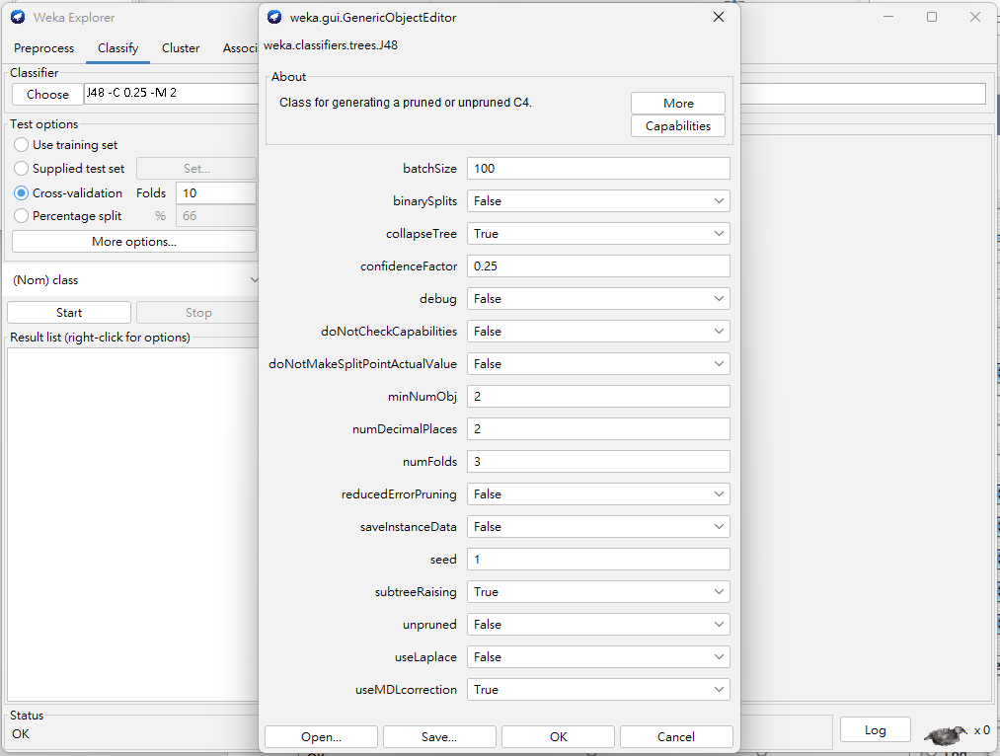 Weka Explorer
Preprocess Classify Cluster Associ
Classifier
Choose J48 -C 0.25 -M 2
Test options
Use training set
Supplied test set Set...
Cross-validation Folds 10
Percentage split % 66
More options...
(Nom) class
Start Stop
Result list (right-click for options)
Status
OK
weka.gui.GenericObjectEditor
weka.classifiers.trees.J48
About
Class for generating a pruned or unpruned C4.
More
Capabilities
batchSize 100
binarySplits False
collapseTree True
confidenceFactor 0.25
debug False
doNotCheckCapabilities False
doNotMakeSplitPointActualValue False
minNumObj 2
numDecimalPlaces 2
numFolds 3
reducedErrorPruning False
saveInstanceData False
seed 1
subtreeRaising True
unpruned False
useLaplace False
useMDLcorrection True
Open... Save... OK Cancel
Log x 0